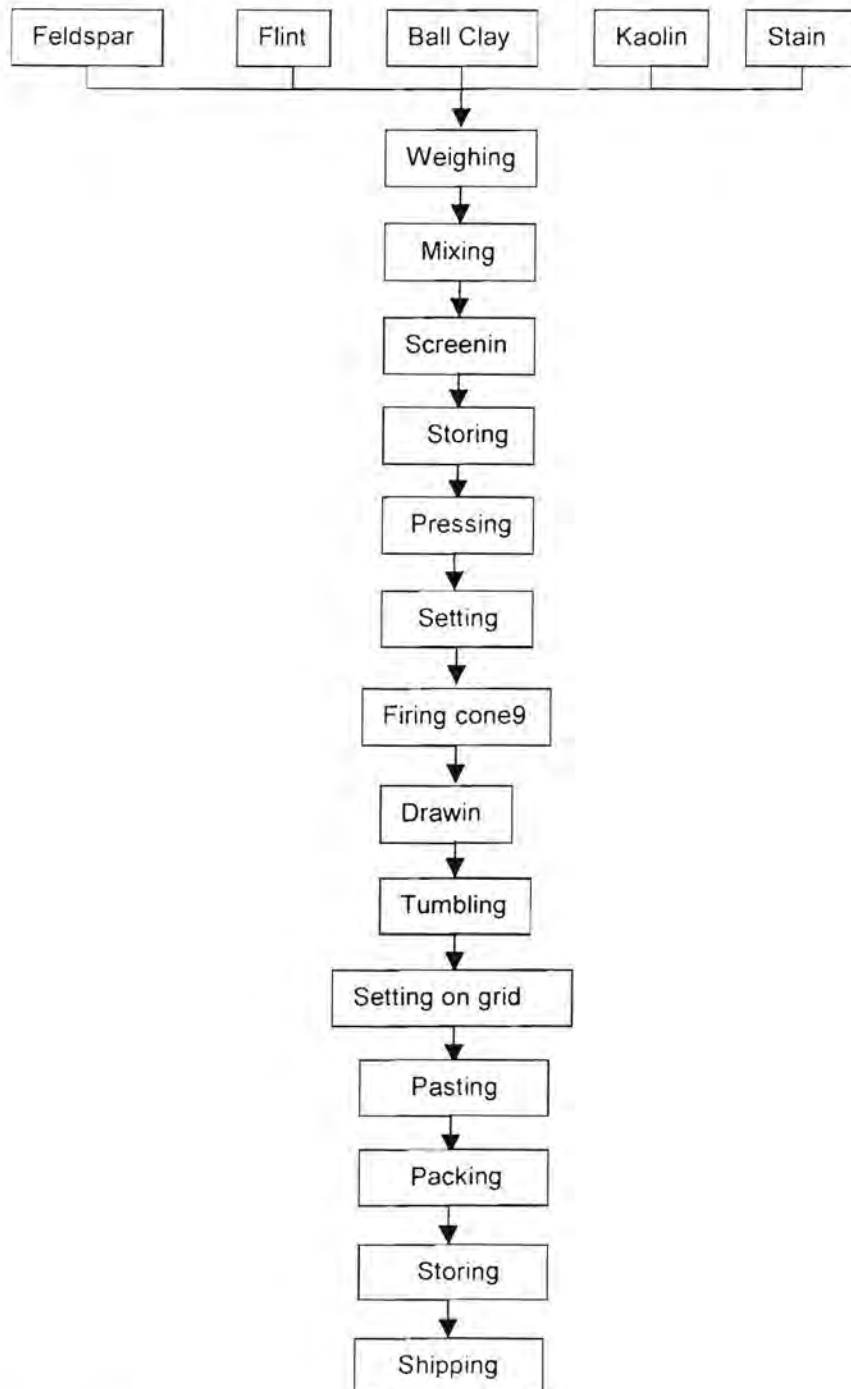 Feldspar Flint Ball Clay Kaolin Stain
Weighing
Mixing
Screenin
Storing
Pressing
Setting
Firing cone9
Drawin
Tumbling
Setting on grid
Pasting
Packing
Storing
Shipping